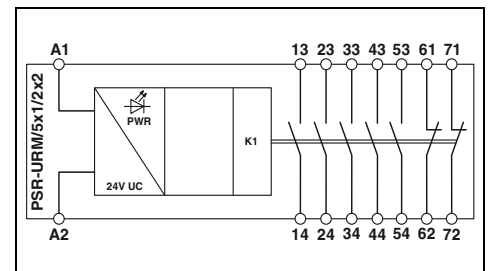 A1 13 23 33 43 53 61 71
PSR-URM/5x1/2x2
PWR
K1
24V UC
A2 14 24 34 44 54 62 72